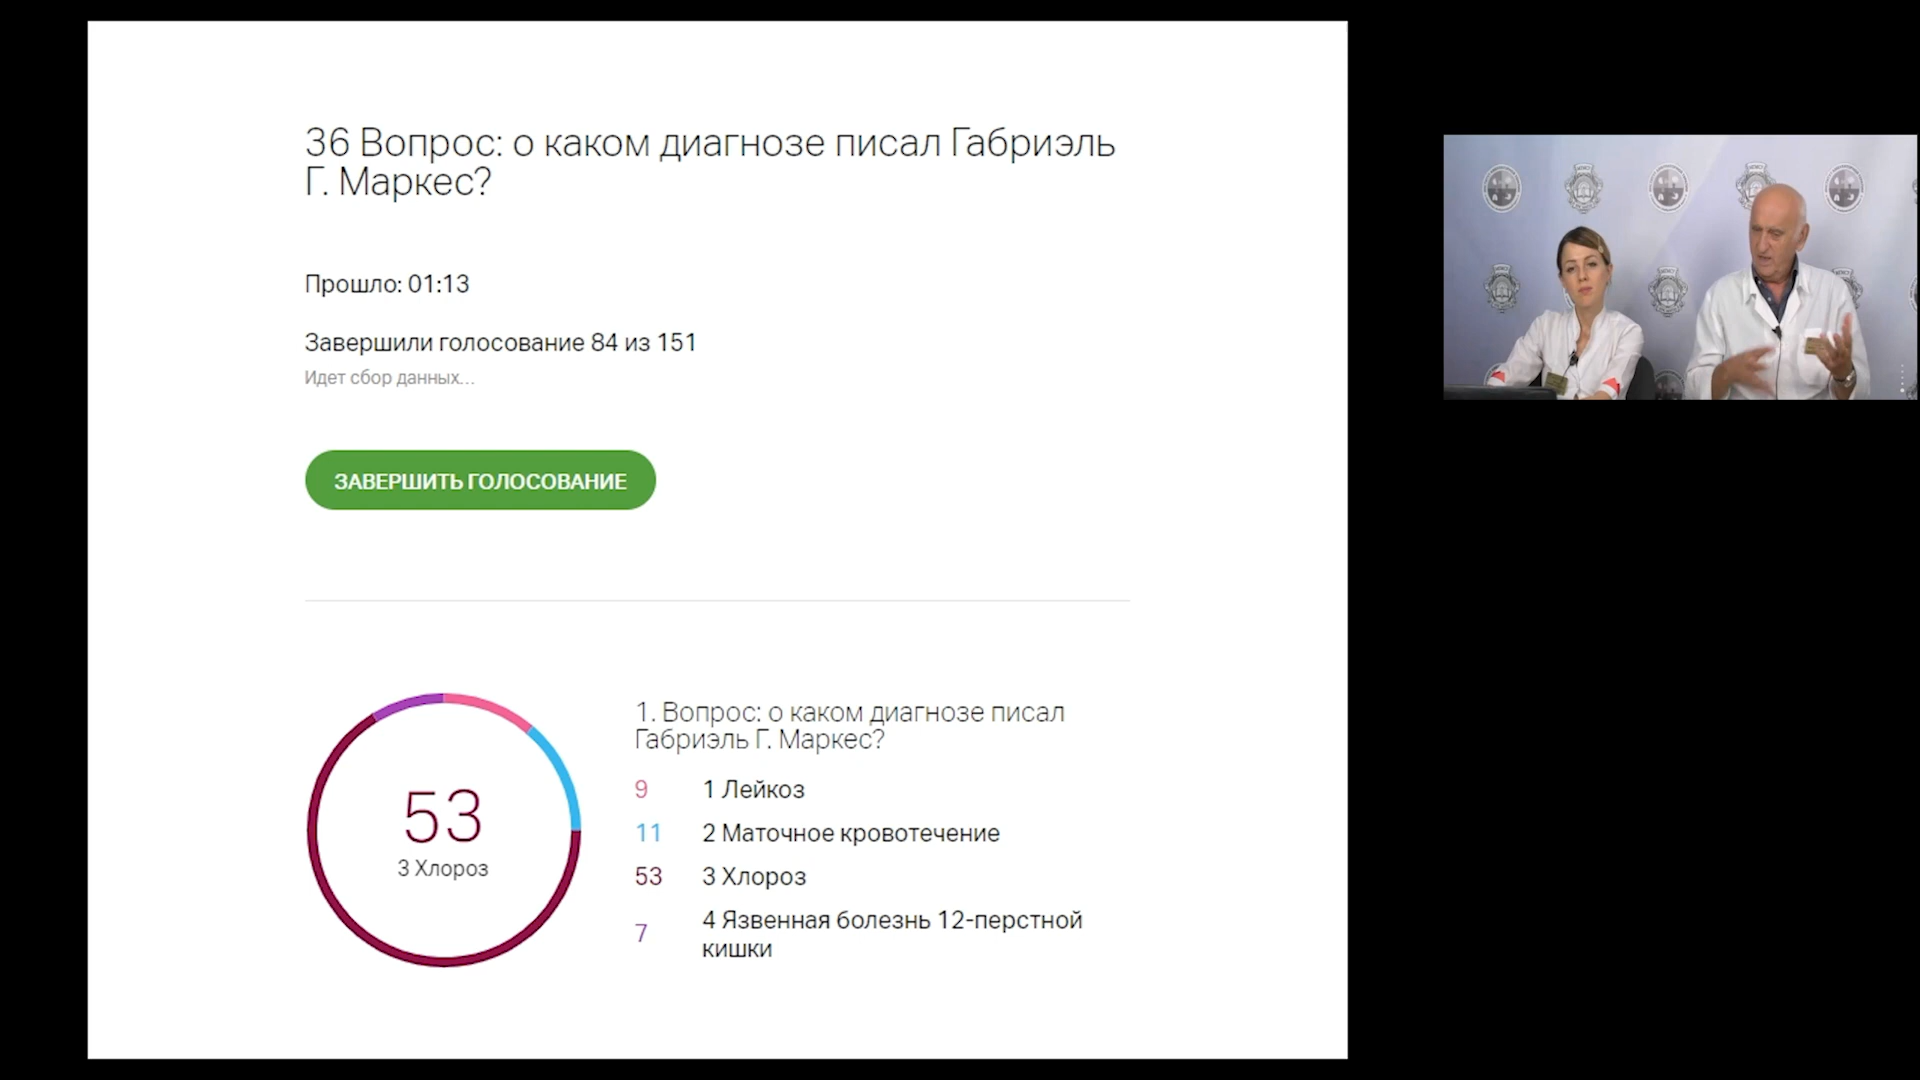 36 Вопрос: о каком диагнозе писал Габриэль
Г. Маркес?
Прошло: 01:13
Завершили голосование 84 из 151
Идет сбор данных...
ЗАВЕРШИТЬ ГОЛОСОВАНИЕ
53
3 Хлороз
1. Вопрос: о каком диагнозе писал
Габриэль Г. Маркес?
9 1 Лейкоз
11 2 Маточное кровотечение
53 3 Хлороз
7 4 Язвенная болезнь 12-перстной
кишки